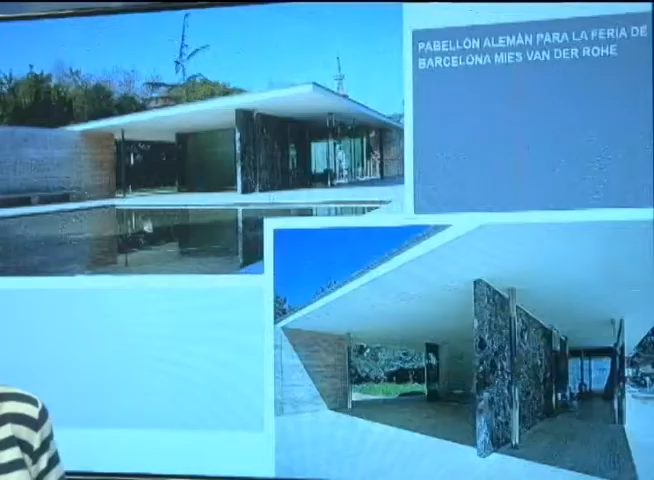 PABELLÓN ALEMÁN PARA LA FERIA DE
BARCELONA MIES VAN DER ROHE